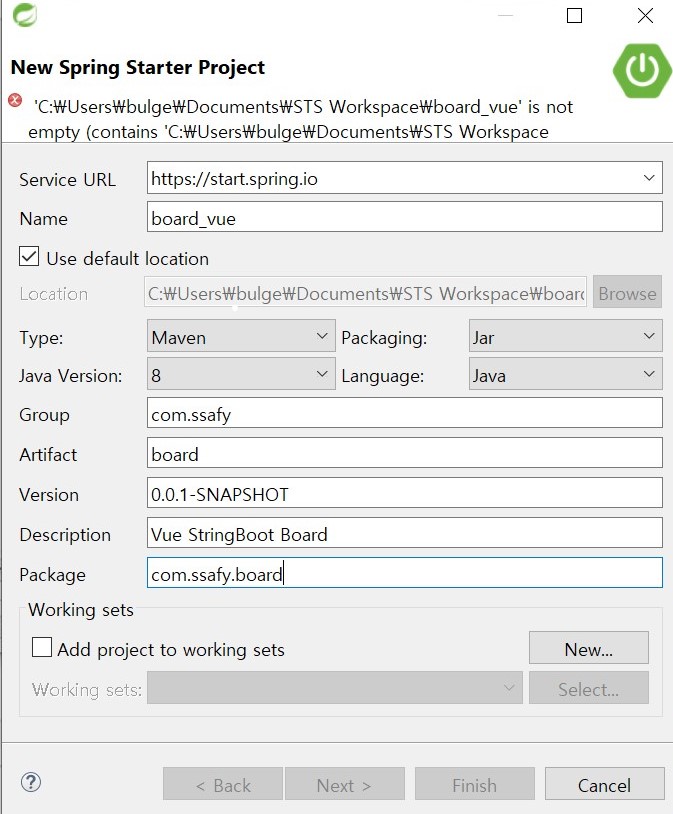 New Spring Starter Project
'C:₩Users₩bulge₩Documents₩STS Workspace₩board_vue' is not
empty (contains 'C:₩Users₩bulge₩Documents₩STS Workspace
Service URL https://start.spring.io
Name board_vue
Use default location
Location C:₩Users₩bulge₩Documents₩STS Workspace₩board Browse
Type: Maven Packaging: Jar
Java Version: 8 Language: Java
Group com.ssafy
Artifact board
Version 0.0.1-SNAPSHOT
Description Vue StringBoot Board
Package com.ssafy.board
Working sets
Add project to working sets New...
Working sets: Select...
? < Back Next > Finish Cancel